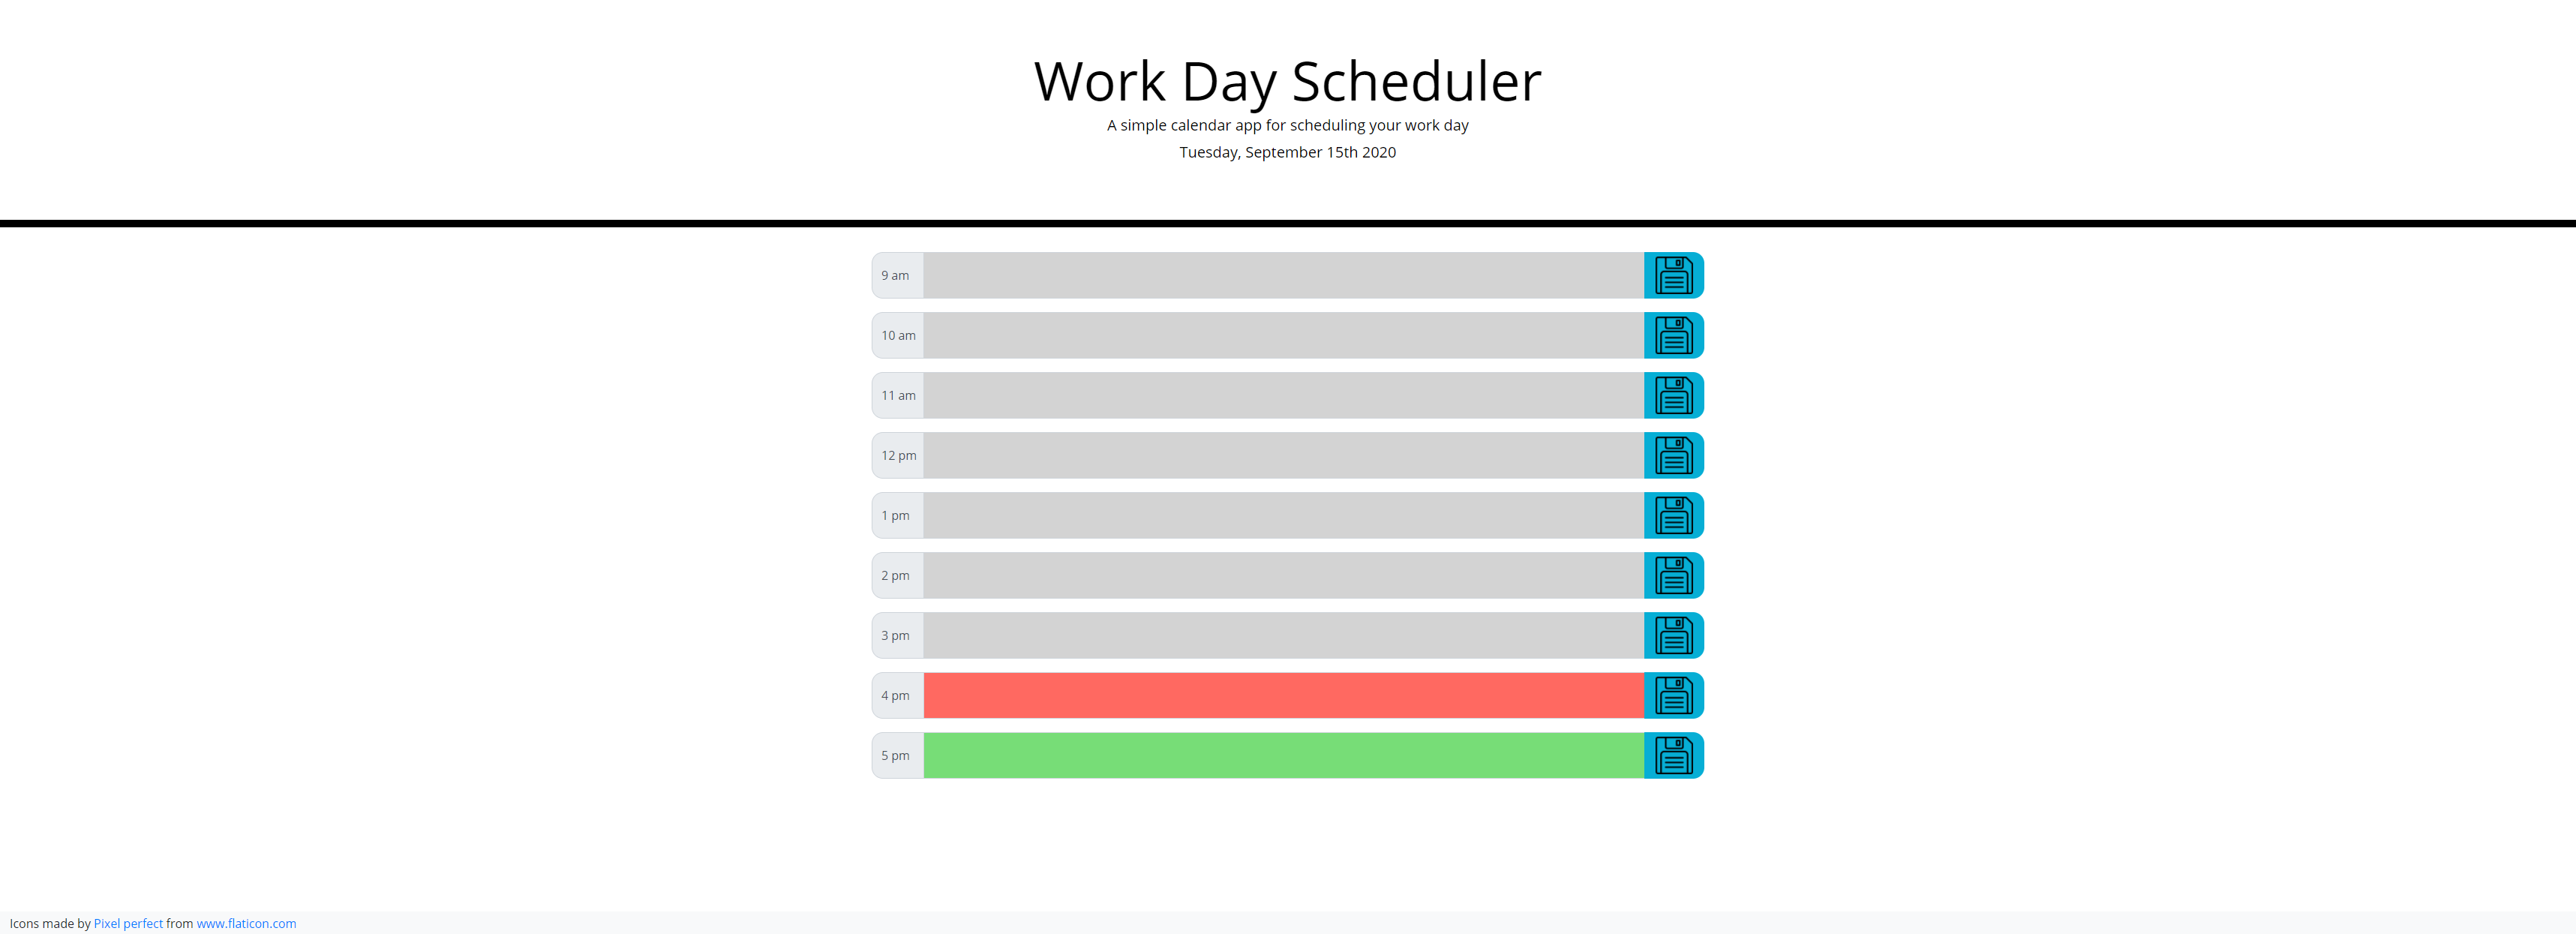 Work Day Scheduler
A simple calendar app for scheduling your work day
Tuesday, September 15th 2020
9 am
10 am
11 am
12 pm
1 pm
2 pm
3 pm
4 pm
5 pm
Icons made by Pixel perfect from www.flaticon.com